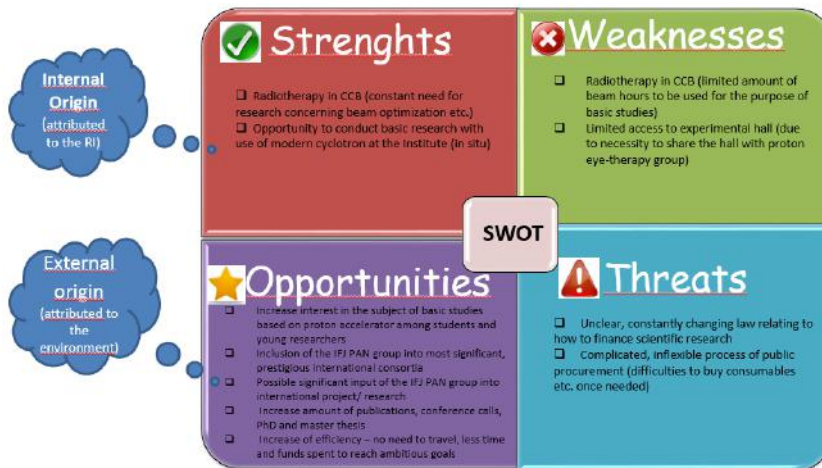 Strenghts
Weaknesses
Internal
Origin
(attributed
to the RI)
Radiotherapy in CCB (constant need for
research concerning beam optimization etc.)
Opportunity to conduct basic research with
use of modern cyclotron at the Institute (in situ)
Radiotherapy in CCB (limited amount of
beam hours to be used for the purpose of
basic studies)
Limited access to experimental hall (due
to necessity to share the hall with proton
eye-therapy group)
SWOT
External
origin
(attributed to
the
environment)
Opportunities
Increase interest in the subject of basic studies
based on proton accelerator among students and
young researchers
Inclusion of the IFJ PAN group into most significant,
prestigious international consortia
Possible significant input of the IFJ PAN group into
international project/ research
Increase amount of publications, conference calls,
PhD and master thesis
Increase of efficiency – no need to travel, less time
and funds spent to reach ambitious goals
Threats
Unclear, constantly changing law relating to
how to finance scientific research
Complicated, inflexible process of public
procurement (difficulties to buy consumables
etc. once needed)